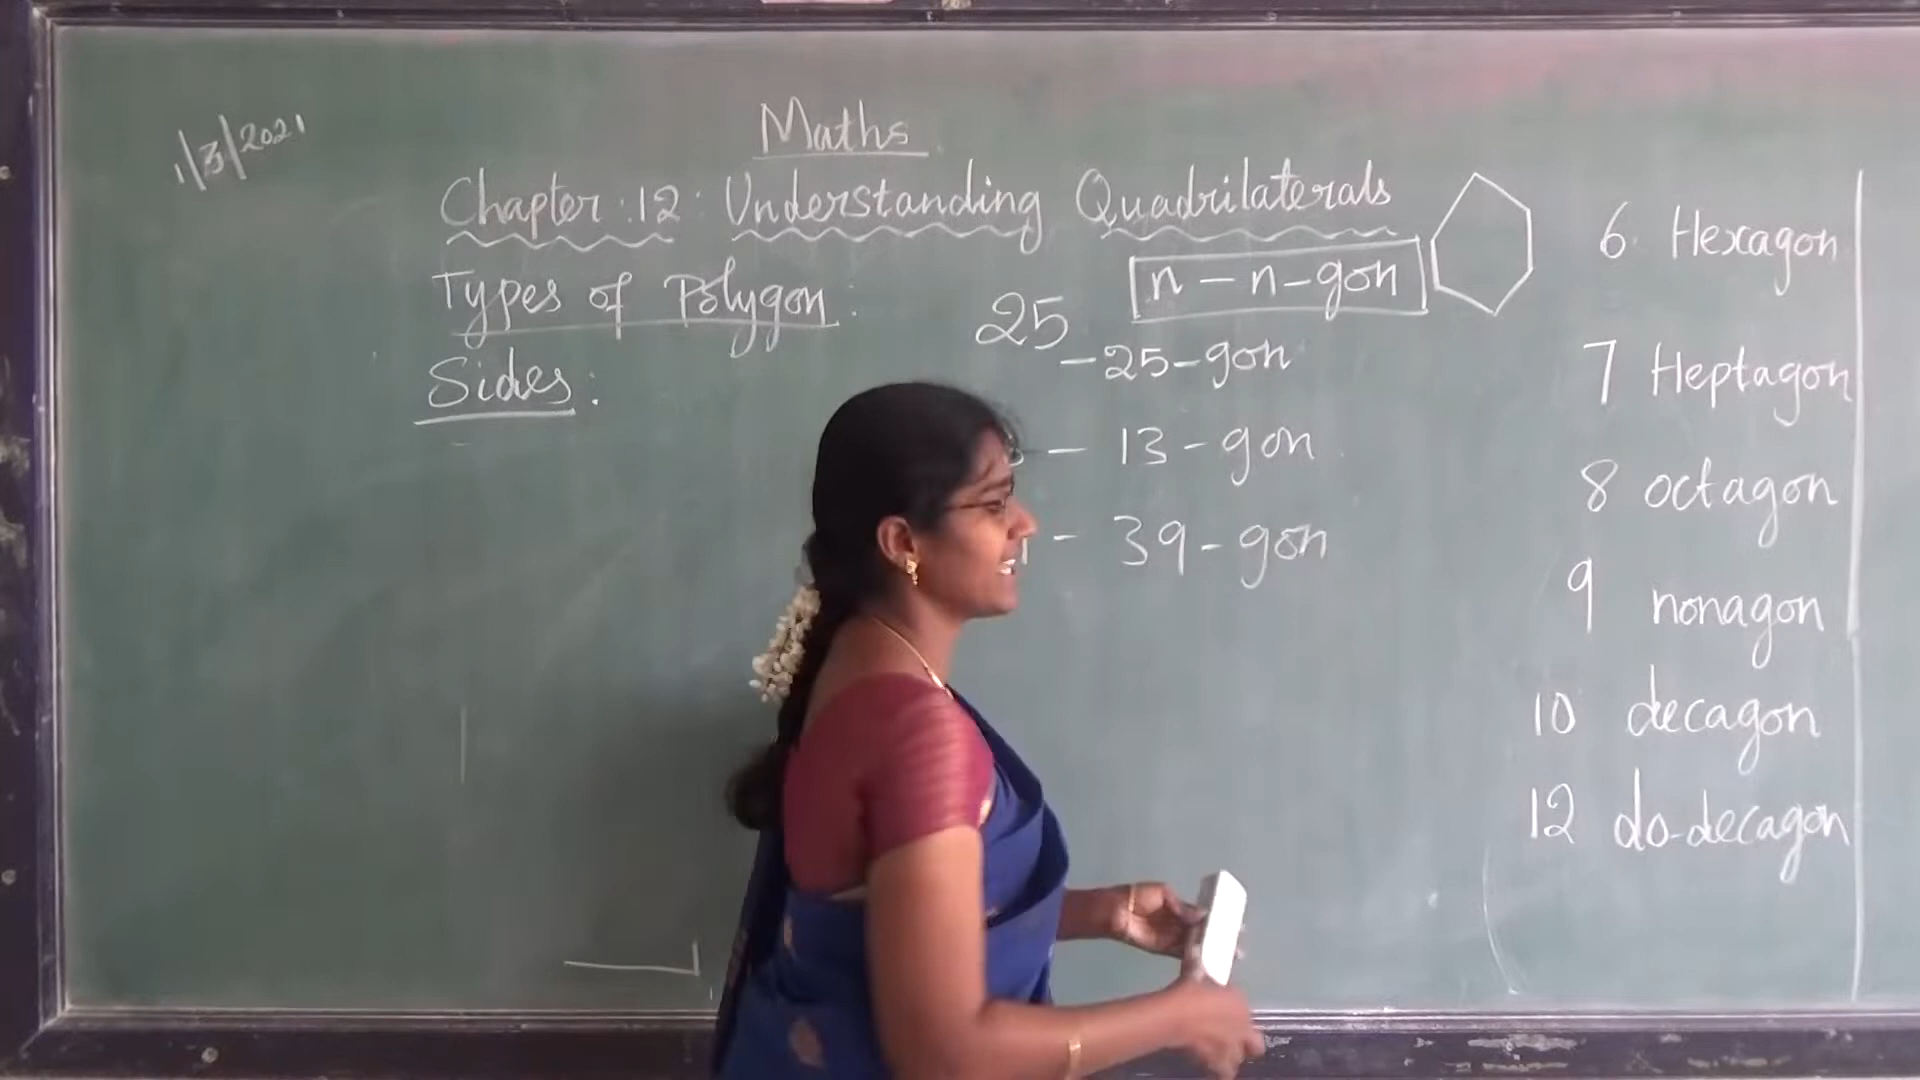 1/3/2021
Maths
Chapter : 12 : Understanding Quadrilaterals
Types of Polygon :
n - n-gon
Sides :
25 - 25-gon
- 13 - gon
- 39 - gon
6 Hexagon
7 Heptagon
8 octagon
9 nonagon
10 decagon
12 do-decagon